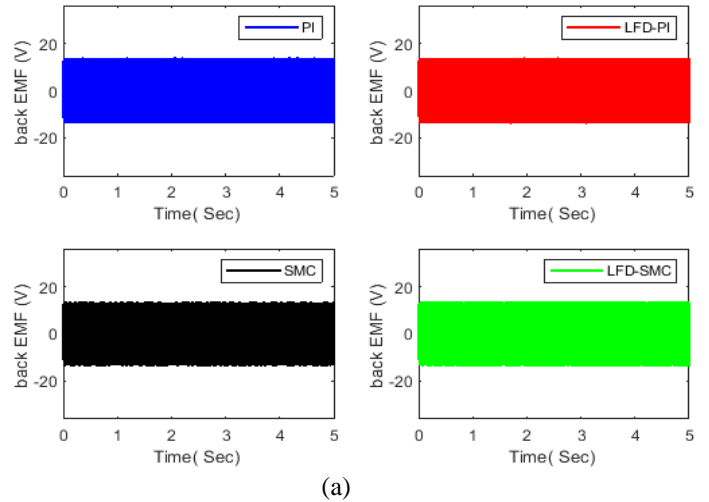 PI
back EMF (V)
20
0
-20
0 1 2 3 4 5
Time( Sec)
LFD-PI
back EMF (V)
20
0
-20
0 1 2 3 4 5
Time( Sec)
SMC
back EMF (V)
20
0
-20
0 1 2 3 4 5
Time( Sec)
LFD-SMC
back EMF (V)
20
0
-20
0 1 2 3 4 5
Time( Sec)
(a)